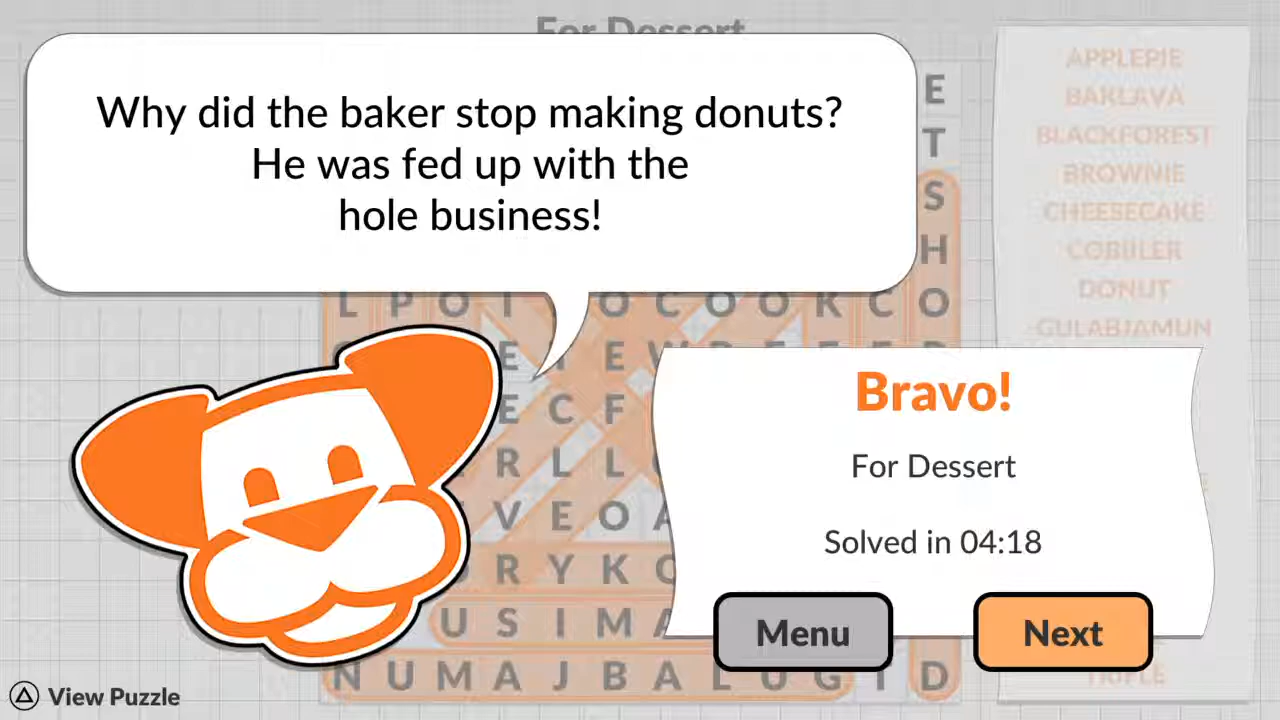 For Dessert
Why did the baker stop making donuts?
He was fed up with the
hole business!
E
T
S
H
L P O I O C O O K C O
E Y E W
E C F
R L L
V E O A
R Y K O
U S I M A
N U M A J B A L U G I D
APPLEPIE
BAKLAVA
BLACKFOREST
BROWNIE
CHEESECAKE
COBBLER
DONUT
GULABJAMUN
TRIFLE
Bravo!
For Dessert
Solved in 04:18
Menu
Next
View Puzzle